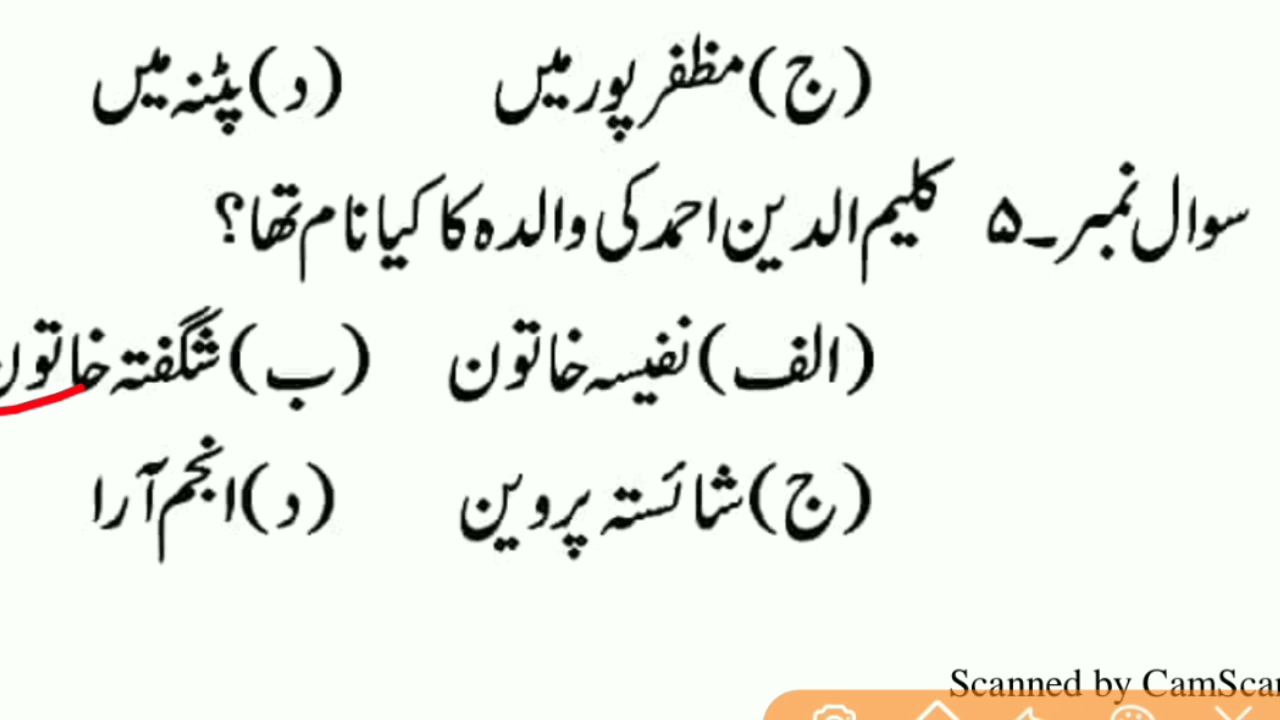 (ج) مظفر پور میں (د) پٹنہ میں
سوال نمبر۔۵ کلیم الدین احمد کی والدہ کا کیا نام تھا؟
(الف) نفیسہ خاتون (ب) شگفتہ خاتون
(ج) شائستہ پروین (د) انجم آرا
Scanned by CamScan